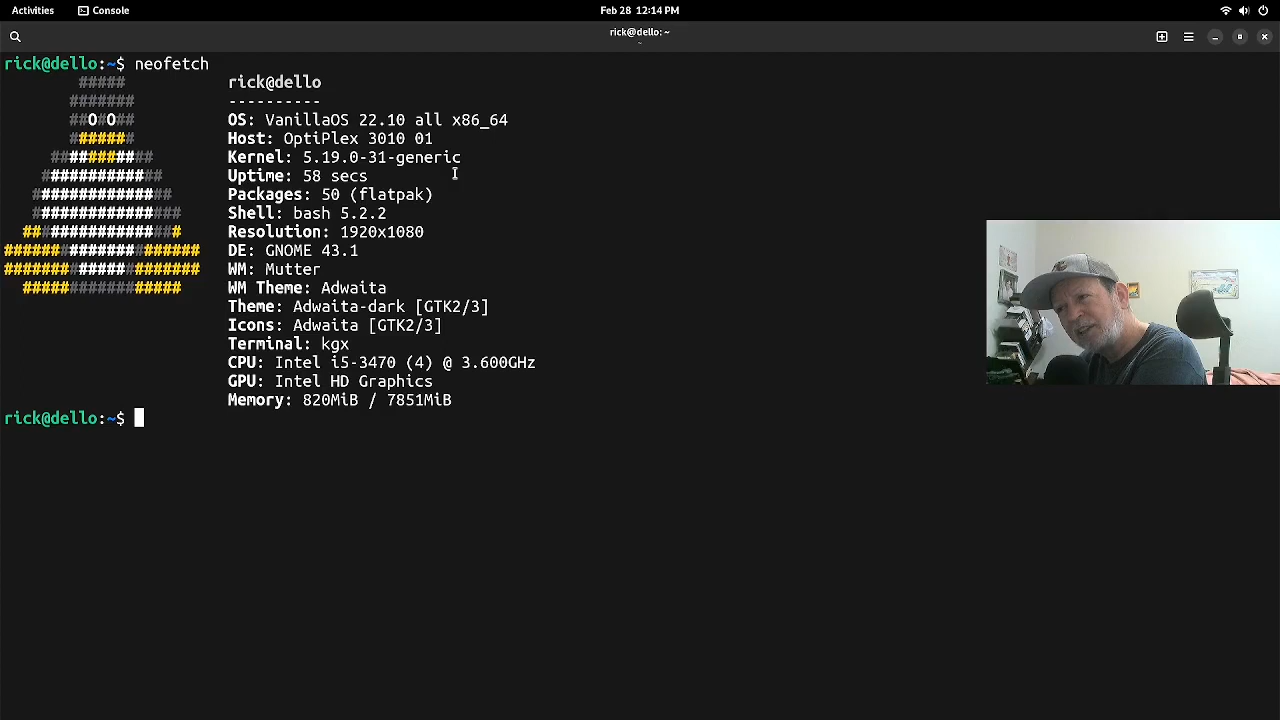 Activities
Console
Feb 28 12:14 PM
rick@dello: ~
~
rick@dello:~$ neofetch
#####
#######
##O#O##
#######
###########
#############
###############
################
#################
#####################
#####################
#################
rick@dello
----------
OS: VanillaOS 22.10 all x86_64
Host: OptiPlex 3010 01
Kernel: 5.19.0-31-generic
Uptime: 58 secs
Packages: 50 (flatpak)
Shell: bash 5.2.2
Resolution: 1920x1080
DE: GNOME 43.1
WM: Mutter
WM Theme: Adwaita
Theme: Adwaita-dark [GTK2/3]
Icons: Adwaita [GTK2/3]
Terminal: kgx
CPU: Intel i5-3470 (4) @ 3.600GHz
GPU: Intel HD Graphics
Memory: 820MiB / 7851MiB
rick@dello:~$